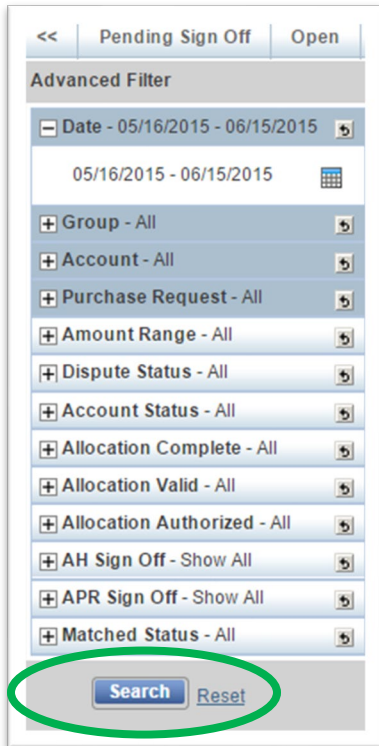 << Pending Sign Off Open
Advanced Filter
Date - 05/16/2015 - 06/15/2015
05/16/2015 - 06/15/2015
Group - All
Account - All
Purchase Request - All
Amount Range - All
Dispute Status - All
Account Status - All
Allocation Complete - All
Allocation Valid - All
Allocation Authorized - All
AH Sign Off - Show All
APR Sign Off - Show All
Matched Status - All
Search Reset